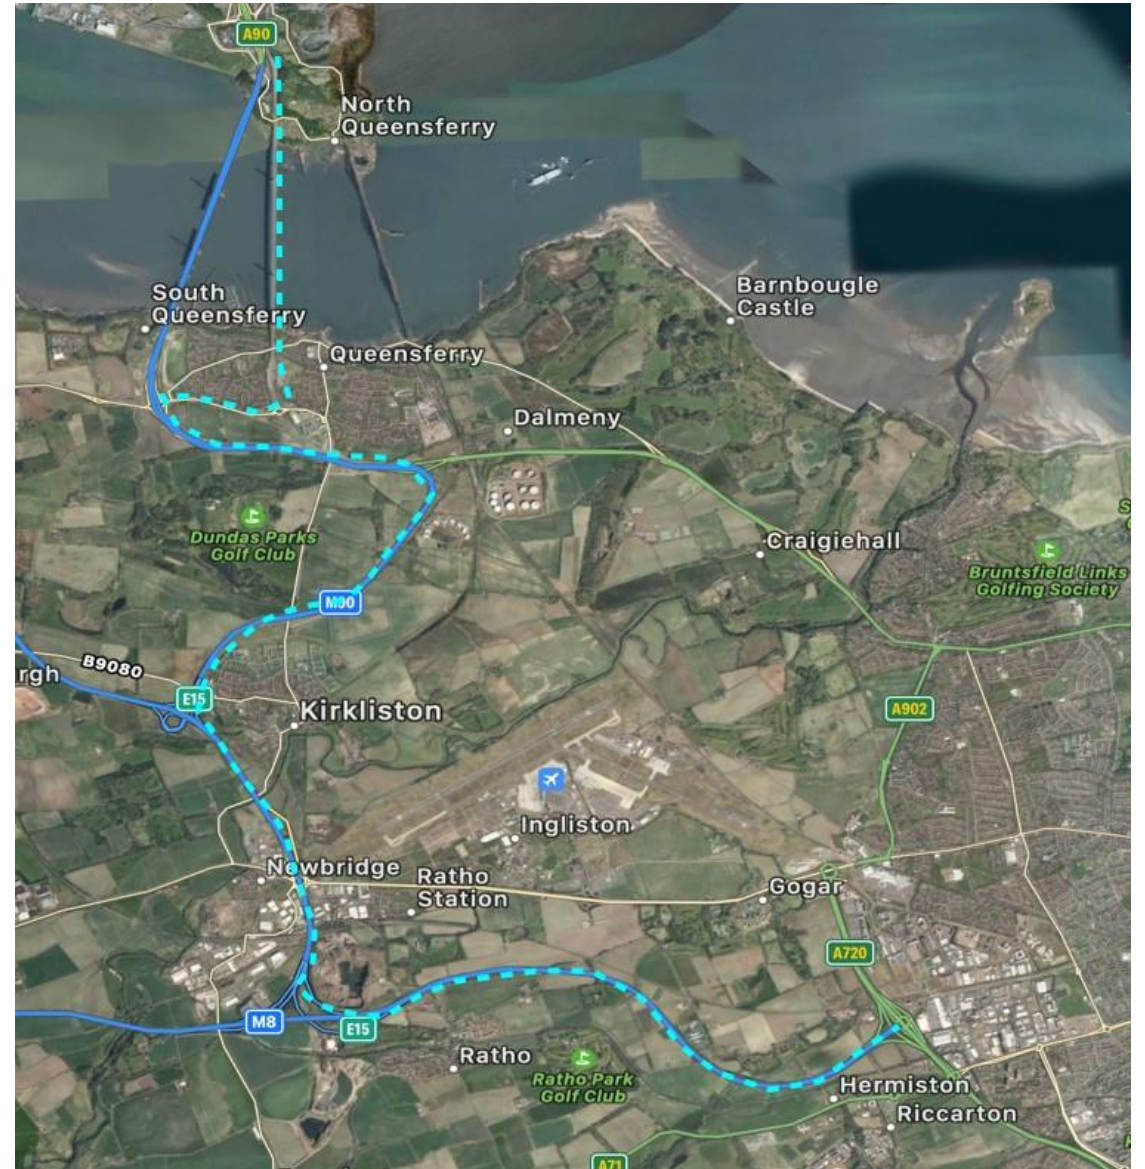 A90
North
Queensferry
South
Queensferry
Barnbougle
Castle
Queensferry
Dalmeny
Dundas Parks
Golf Club
Craigiehall
Bruntsfield Links
Golfing Society
M90
B9080
rgh
E15
Kirkliston
A902
Ingliston
Newbridge
Ratho
Station
Gogar
A720
M8
E15
Ratho
Ratho Park
Golf Club
Hermiston
Riccarton
A71